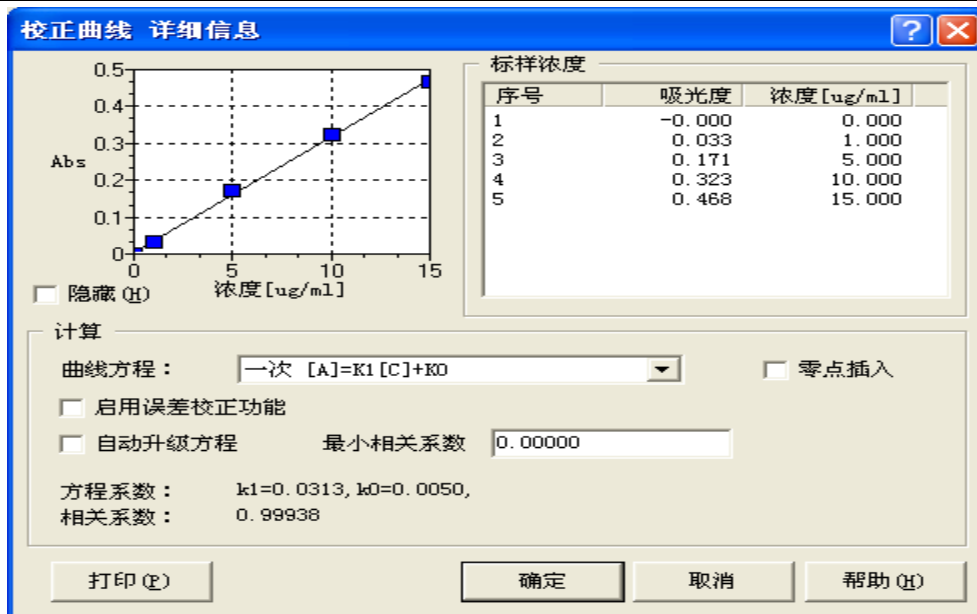 校正曲线 详细信息
0.5
0.4
0.3
Abs
0.2
0.1
0
0 5 10 15
浓度[ug/ml]
隐藏(H)
标样浓度
序号 吸光度 浓度[ug/ml]
1 -0.000 0.000
2 0.033 1.000
3 0.171 5.000
4 0.323 10.000
5 0.468 15.000
计算
曲线方程： 一次 [A]=K1[C]+K0 零点插入
启用误差校正功能
自动升级方程 最小相关系数 0.00000
方程系数： k1=0.0313, k0=0.0050,
相关系数： 0.99938
打印(P) 确定 取消 帮助(H)